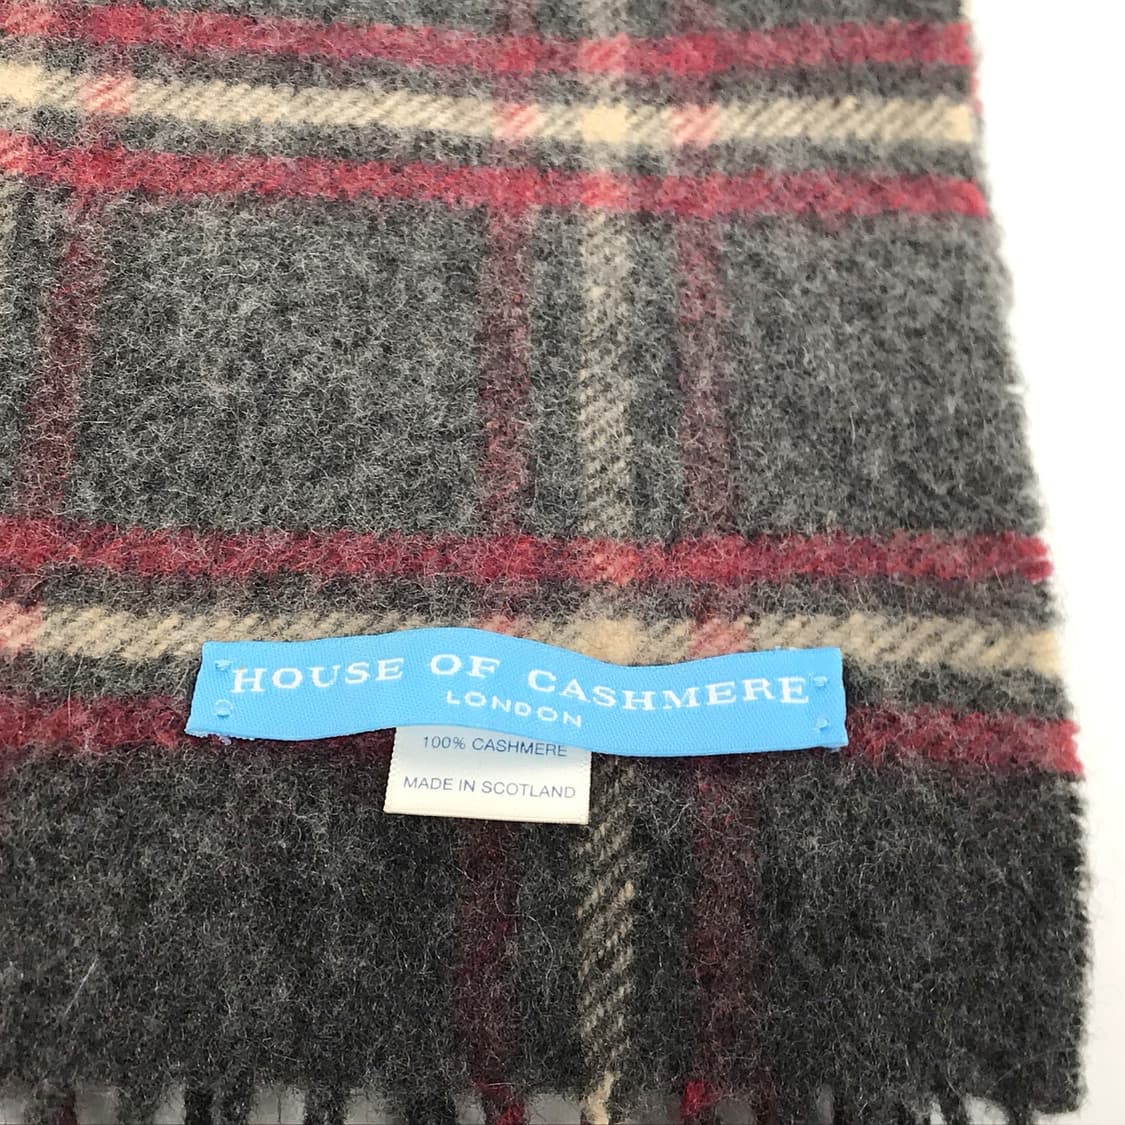 HOUSE OF CASHMERE
LONDON
100% CASHMERE
MADE IN SCOTLAND